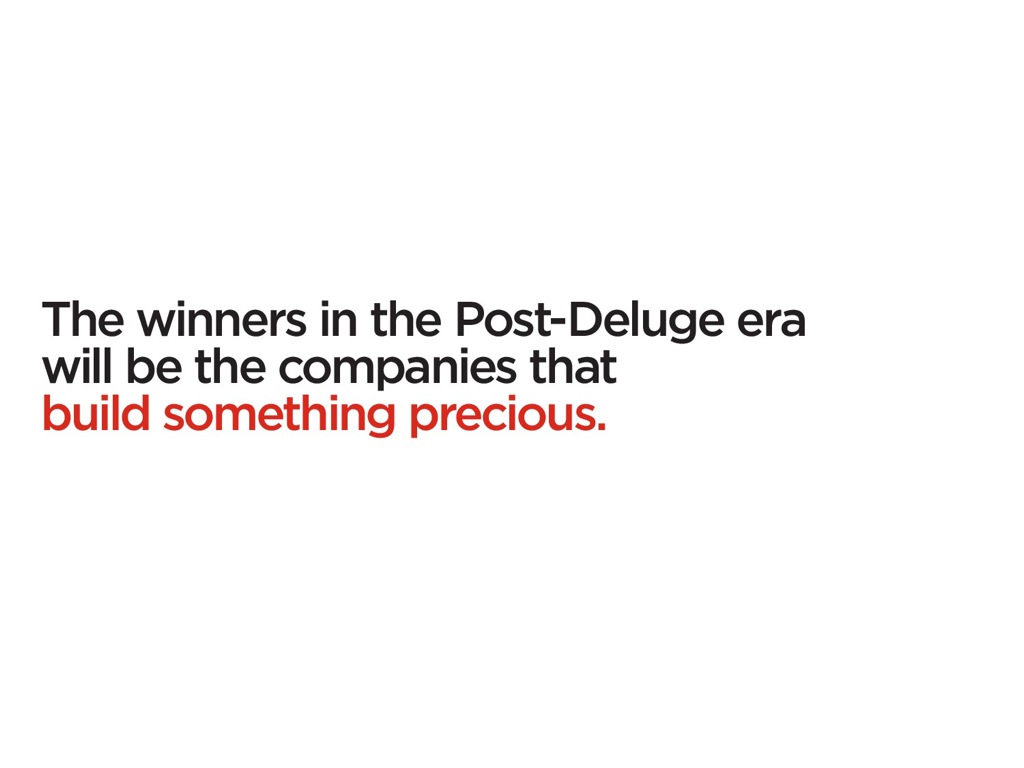 The winners in the Post-Deluge era
will be the companies that
build something precious.